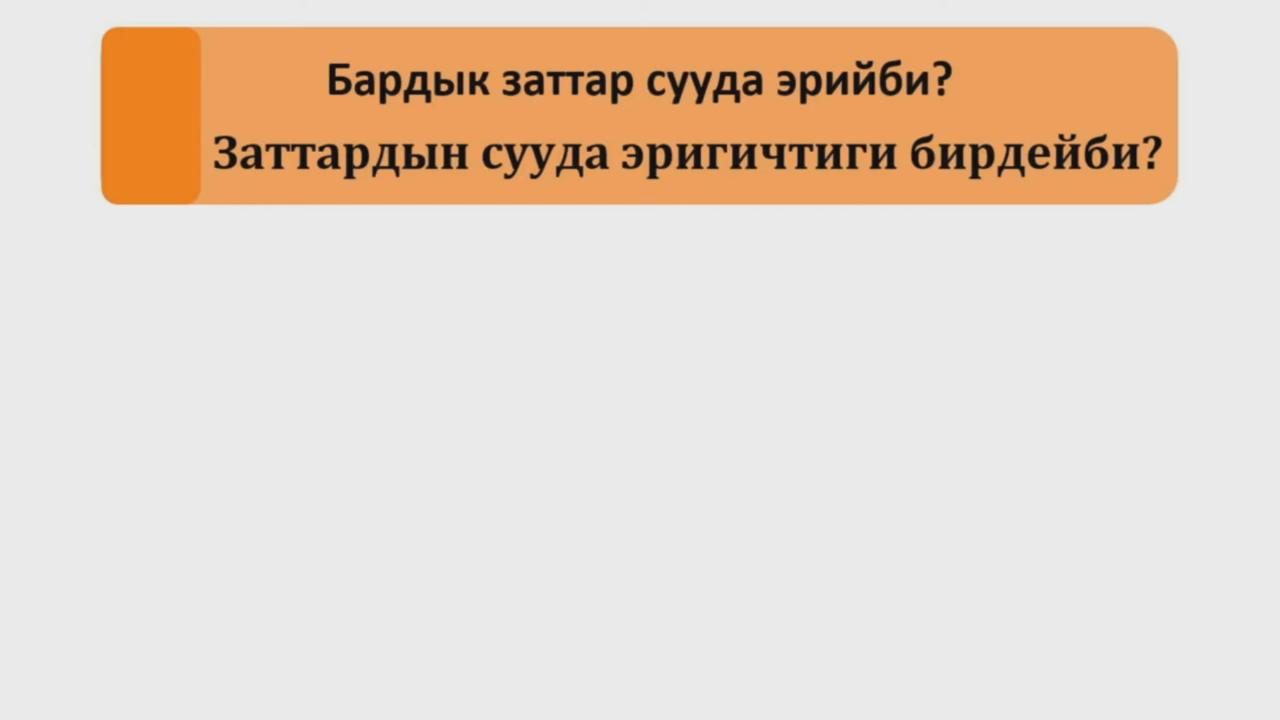 Бардык заттар сууда эрийби?
Заттардын сууда эригичтиги бирдейби?